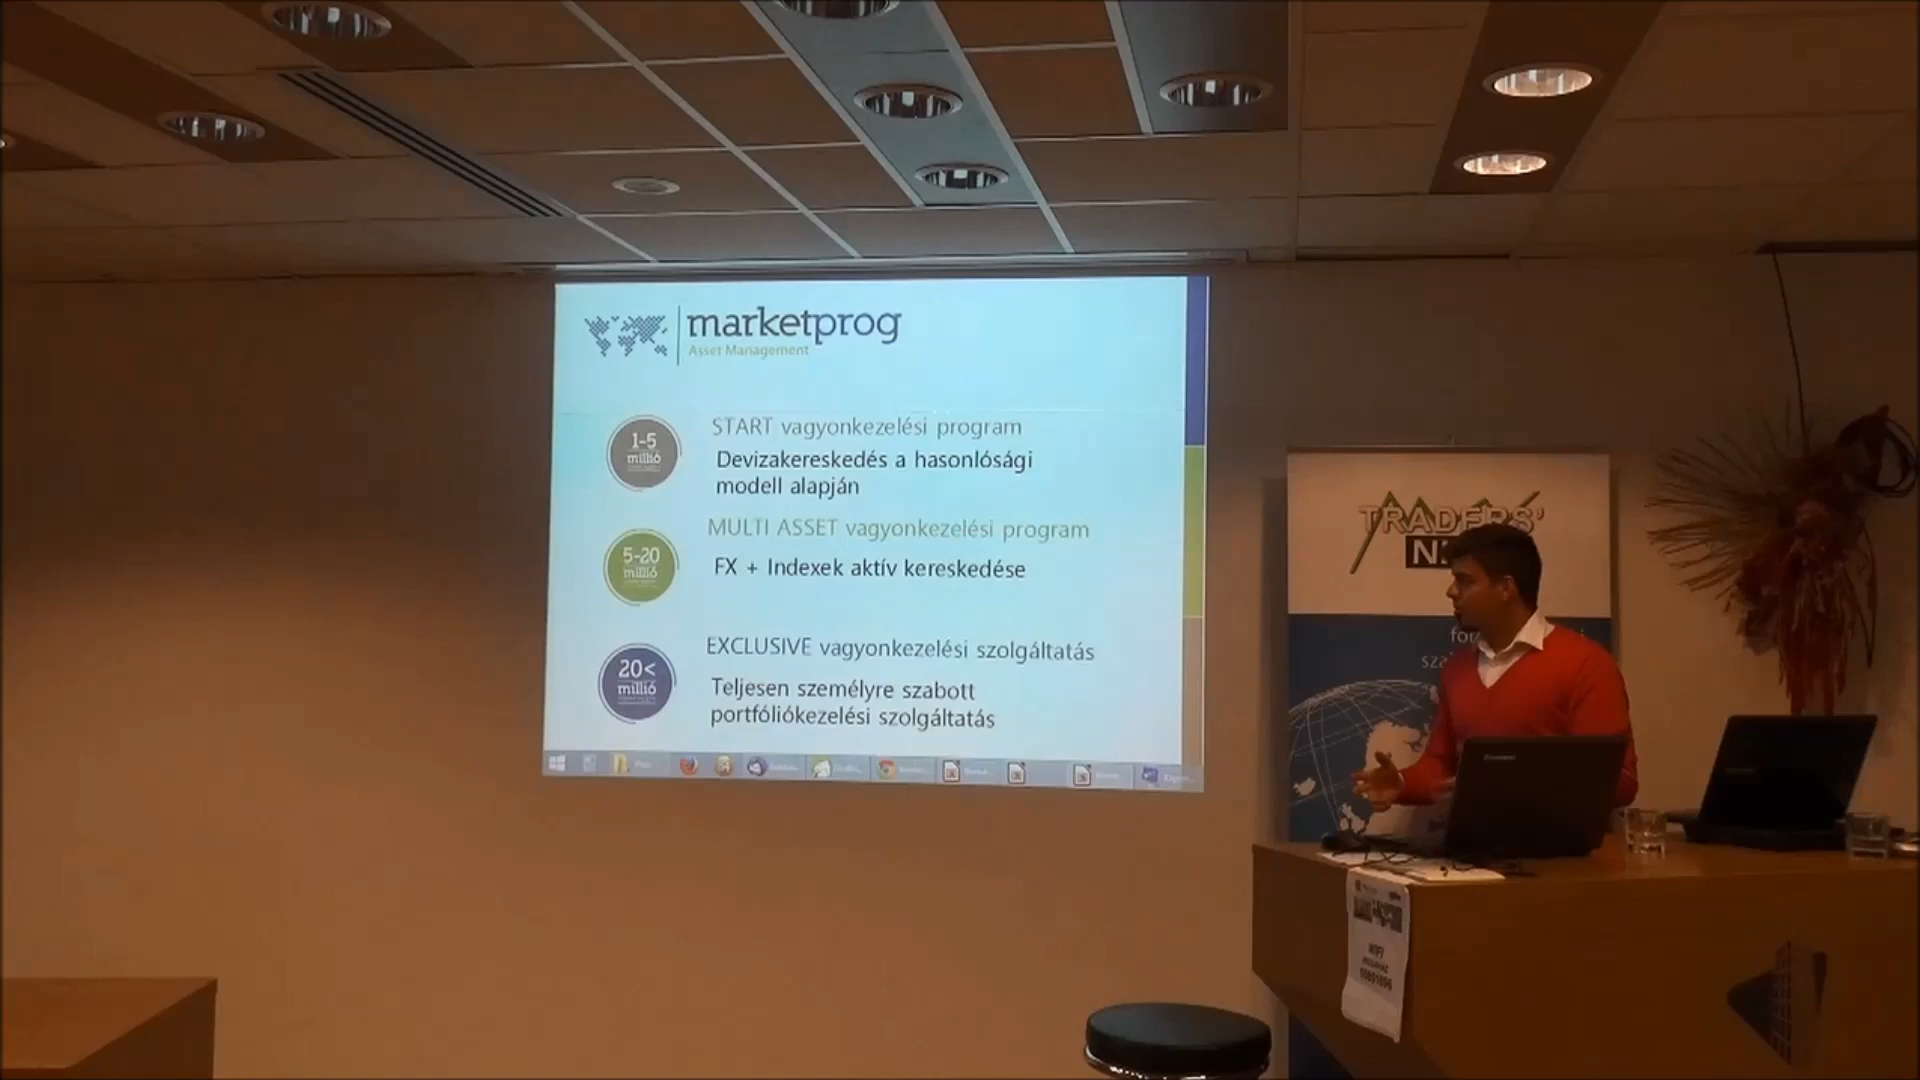 marketprog
Asset Management
1-5
millió
START vagyonkezelési program
Devizakereskedés a hasonlósági
modell alapján
5-20
millió
MULTI ASSET vagyonkezelési program
FX + Indexek aktív kereskedése
20<
millió
EXCLUSIVE vagyonkezelési szolgáltatás
Teljesen személyre szabott
portfóliókezelési szolgáltatás
TRADERS'
WIFI